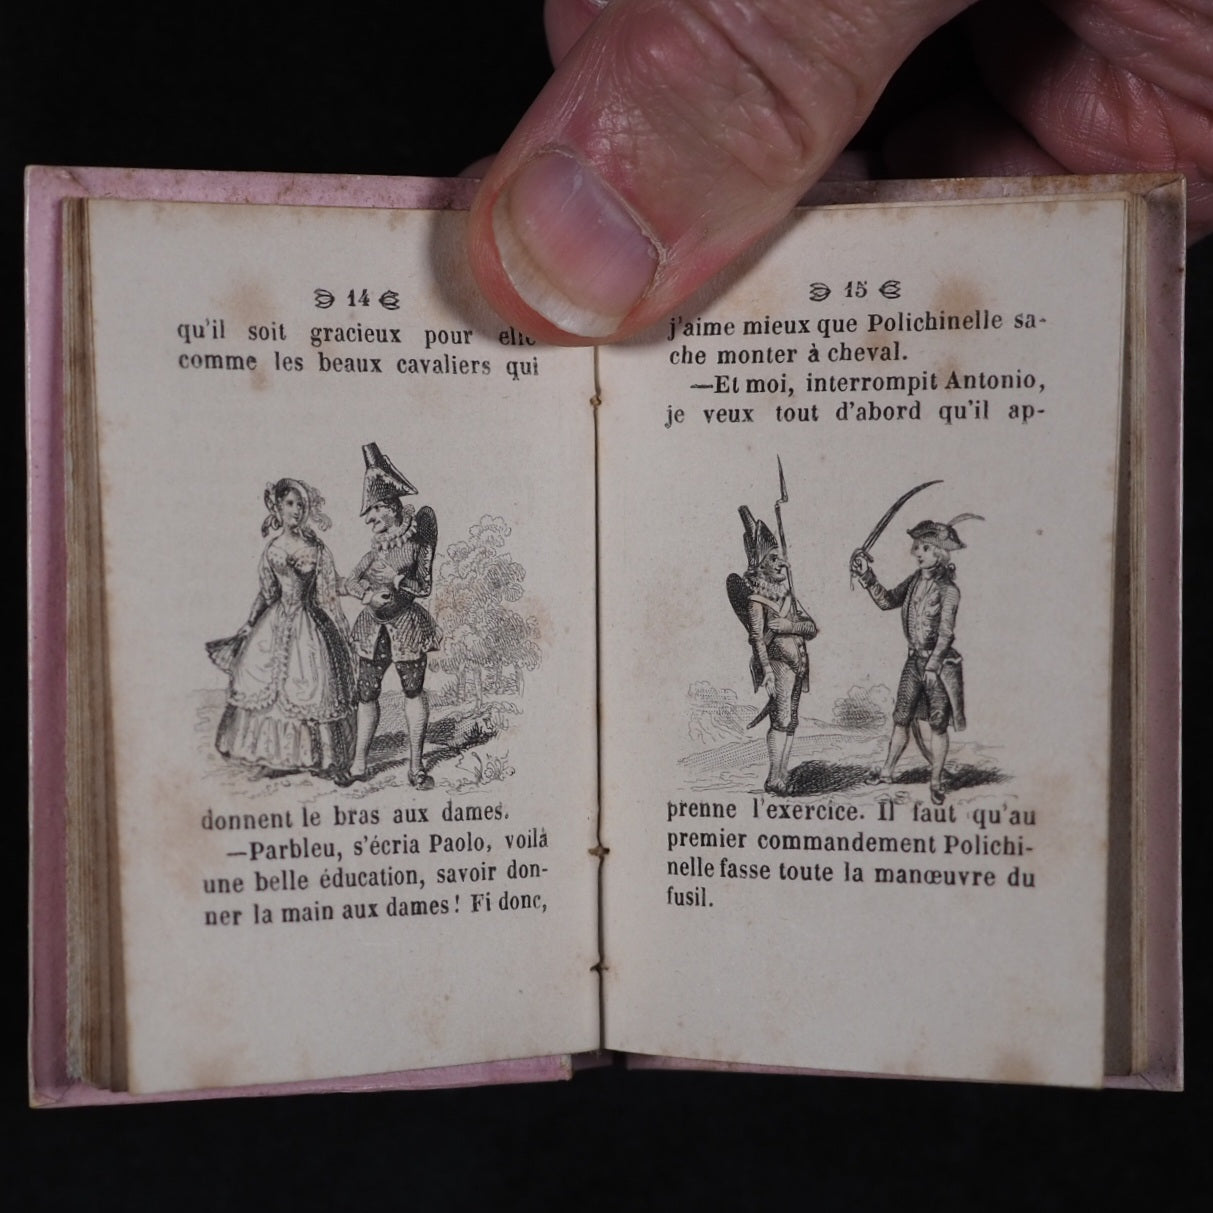 14
qu'il soit gracieux pour elle
comme les beaux cavaliers qui
donnent le bras aux dames.
—Parbleu, s'écria Paolo, voilà
une belle éducation, savoir don-
ner la main aux dames! Fi donc,
15
j'aime mieux que Polichinelle sa-
che monter à cheval.
—Et moi, interrompit Antonio,
je veux tout d'abord qu'il ap-
prenne l'exercice. Il faut qu'au
premier commandement Polichi-
nelle fasse toute la manœuvre du
fusil.